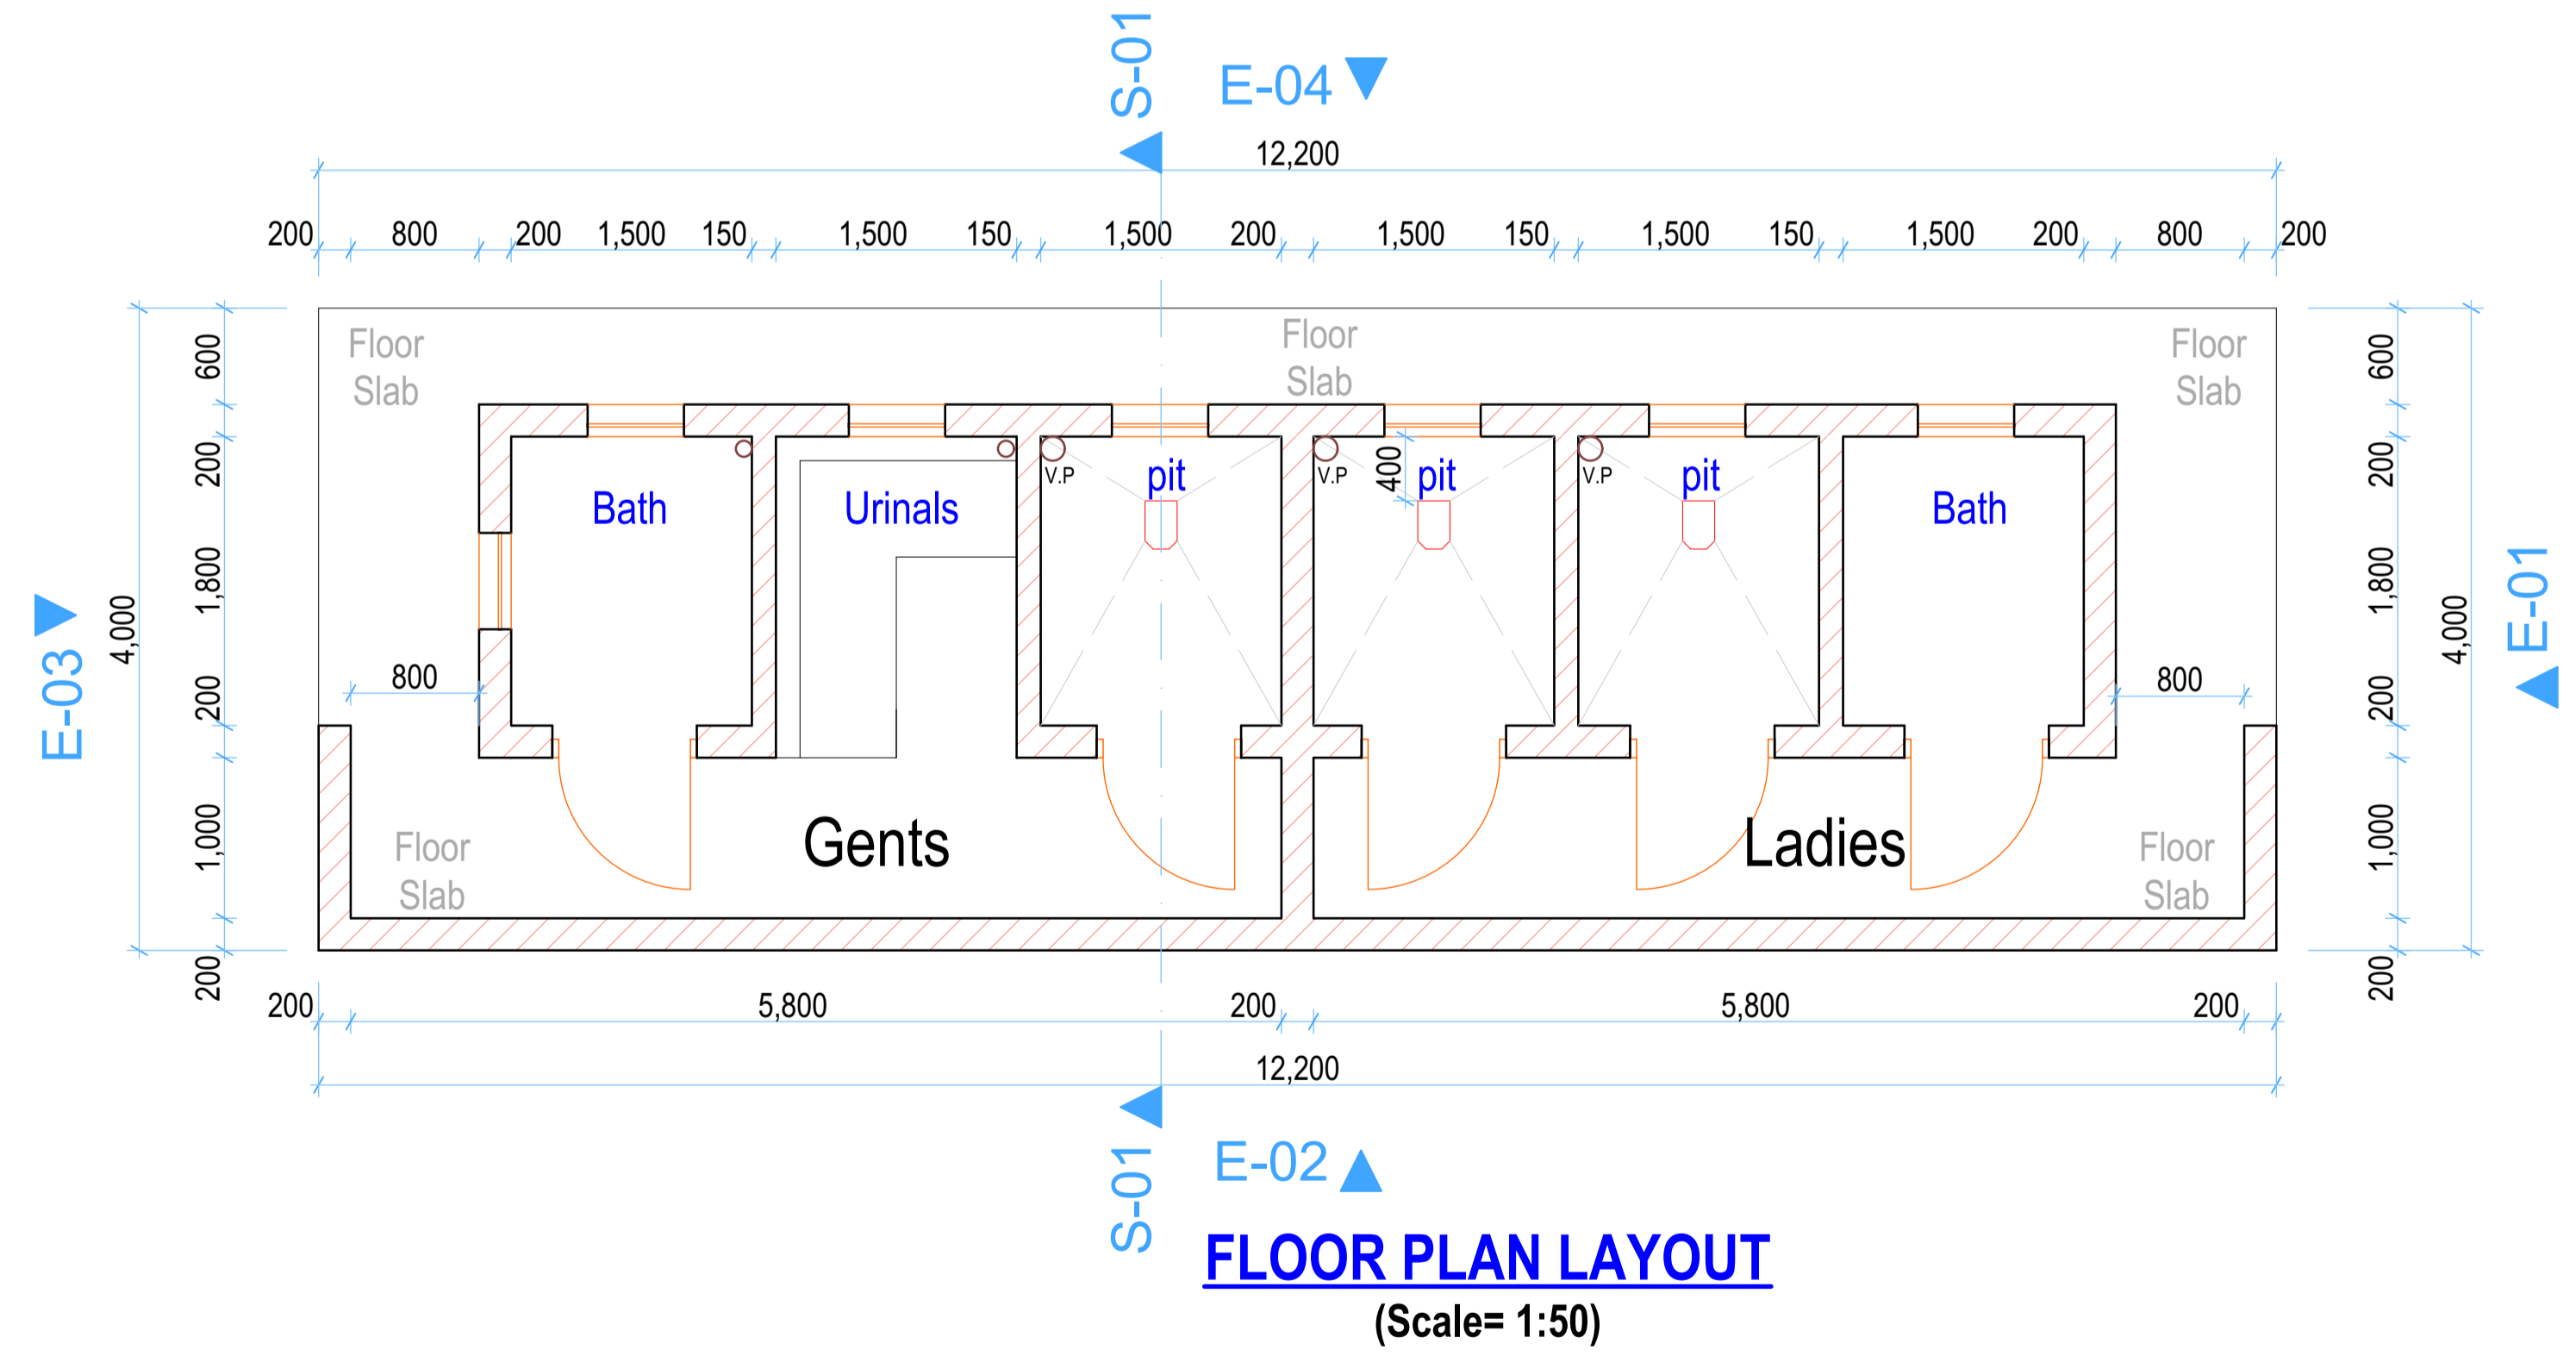 S-01
E-04
12,200
200 800 200 1,500 150 1,500 150 1,500 200 1,500 150 1,500 150 1,500 200 800 200
Floor
Slab
Floor
Slab
Floor
Slab
600
200
1,800
200
1,000
200
4,000
E-03
600
200
1,800
200
1,000
200
4,000
E-01
V.P
pit
V.P
400
pit
V.P
pit
Bath
Urinals
Bath
800
800
Gents
Ladies
Floor
Slab
Floor
Slab
200 5,800 200 5,800 200
12,200
S-01
E-02
FLOOR PLAN LAYOUT
(Scale= 1:50)